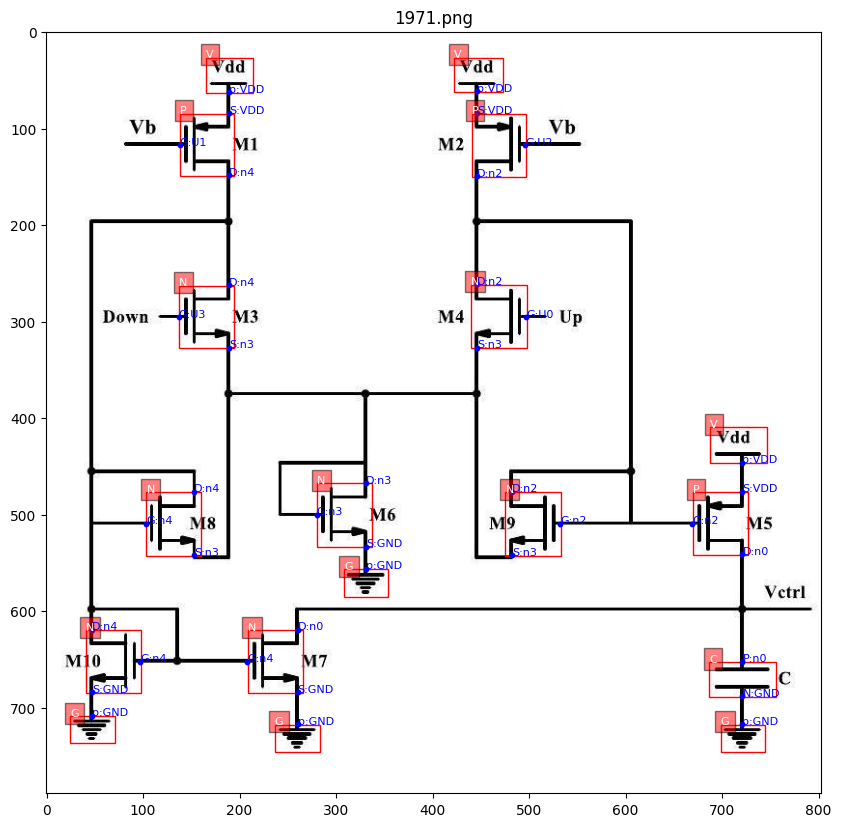 1971.png
V
V
Vdd
Vdd
p:VDD
p:VDD
P
S:VDD
P
S:VDD
Vb
M1
M2
Vb
G:U1
G:U2
D:n4
D:n2
N
D:n4
N
D:n2
Down
G:U3
M3
M4
G:U0
Up
S:n3
S:n3
V
Vdd
p:VDD
N
D:n4
N
D:n3
N
D:n2
P
S:VDD
G:n4
M8
G:n3
M6
M9
G:n2
G:n2
M5
S:n3
S:GND
S:n3
D:n0
G
p:GND
Vctrl
N
D:n4
N
D:n0
M10
G:n4
G:n4
M7
C
P:n0
C
S:GND
S:GND
N:GND
G
p:GND
G
p:GND
G
p:GND
0
100
200
300
400
500
600
700
0
100
200
300
400
500
600
700
800